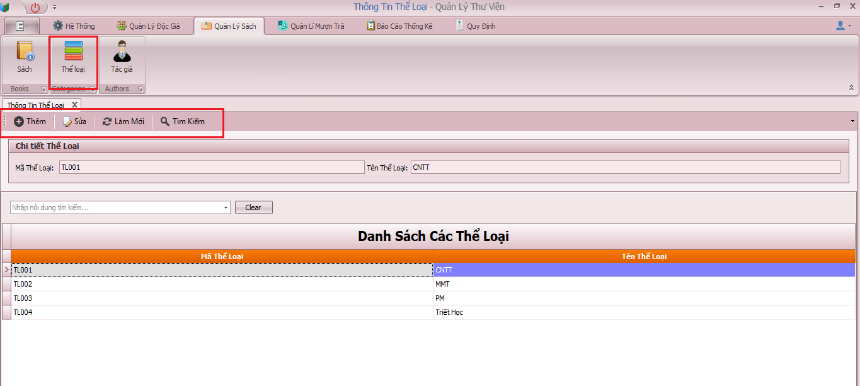 Thông Tin Thể Loại - Quản Lý Thư Viện
Hệ Thống Quản Lý Độc Giả Quản Lý Sách Quản Lí Mượn Trả Báo Cáo Thống Kê Quy Định
Sách Thể loại Tác giả
Books Categories Authors
Thông Tin Thể Loại X
Thêm Sửa Làm Mới Tìm Kiếm
Chi tiết Thể Loại
Mã Thể Loại: TL001 Tên Thể Loại: CNTT
Nhập nội dung tìm kiếm... Clear
Danh Sách Các Thể Loại
Mã Thể Loại Tên Thể Loại
TL001 CNTT
TL002 MMT
TL003 PM
TL004 Triết Học